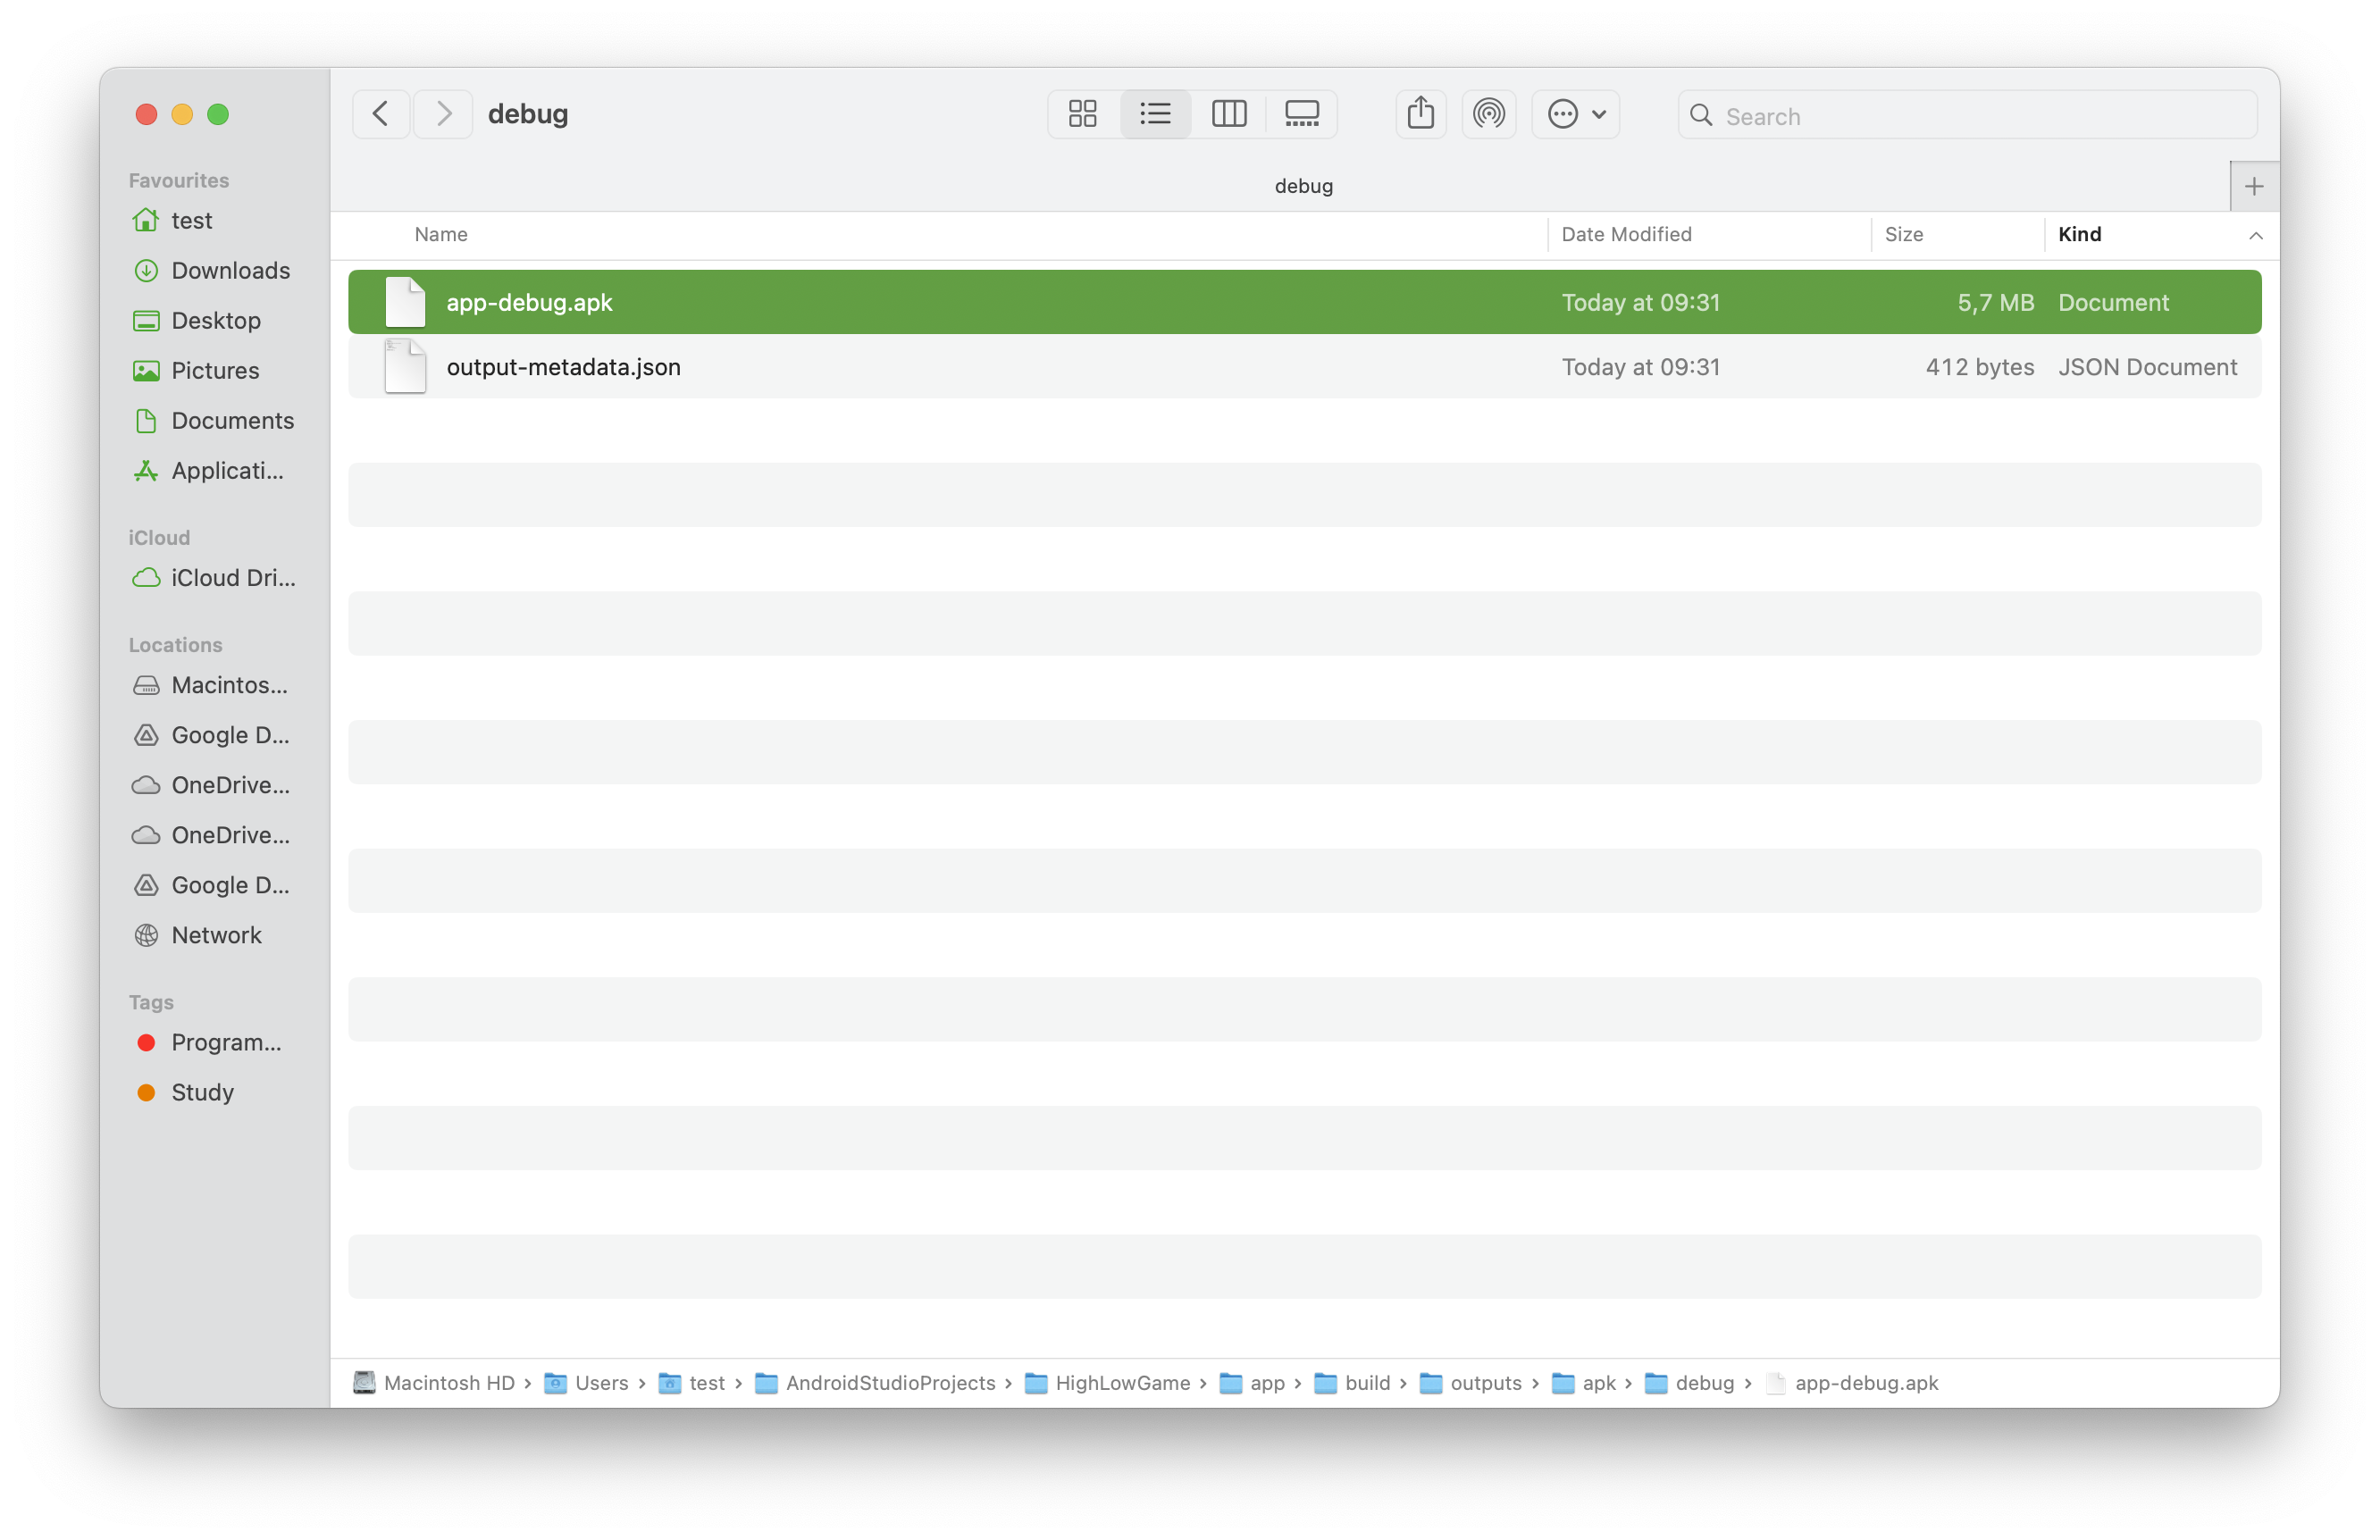 debug
Search
debug
Favourites
test
Downloads
Desktop
Pictures
Documents
Applicati...
iCloud
iCloud Dri...
Locations
Macintos...
Google D...
OneDrive...
OneDrive...
Google D...
Network
Tags
Program...
Study
Name Date Modified Size Kind
app-debug.apk Today at 09:31 5,7 MB Document
output-metadata.json Today at 09:31 412 bytes JSON Document
Macintosh HD › Users › test › AndroidStudioProjects › HighLowGame › app › build › outputs › apk › debug › app-debug.apk